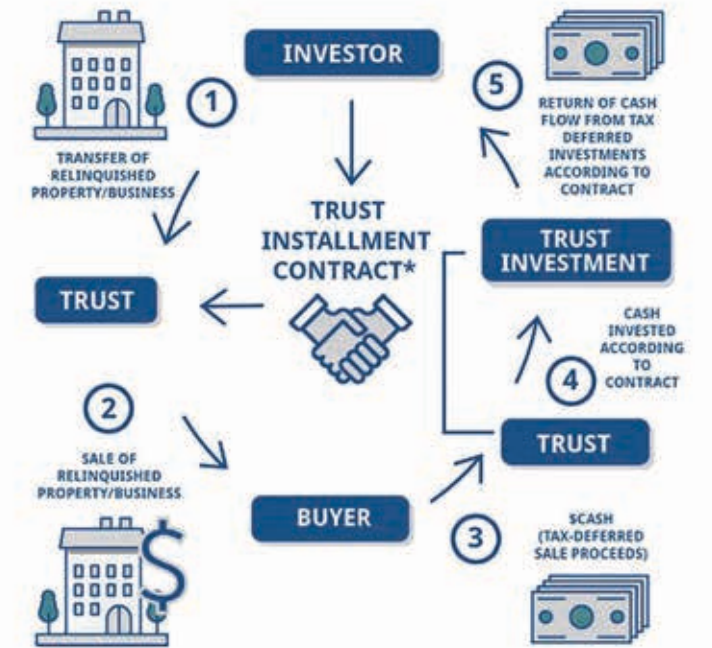 INVESTOR
1
TRANSFER OF
RELINQUISHED
PROPERTY/BUSINESS
TRUST
INSTALLMENT
CONTRACT*
TRUST
2
SALE OF
RELINQUISHED
PROPERTY/BUSINESS
$
BUYER
3
$CASH
(TAX-DEFERRED
SALE PROCEEDS)
TRUST
4
CASH
INVESTED
ACCORDING
TO
CONTRACT
TRUST
INVESTMENT
5
RETURN OF CASH
FLOW FROM TAX
DEFERRED
INVESTMENTS
ACCORDING TO
CONTRACT